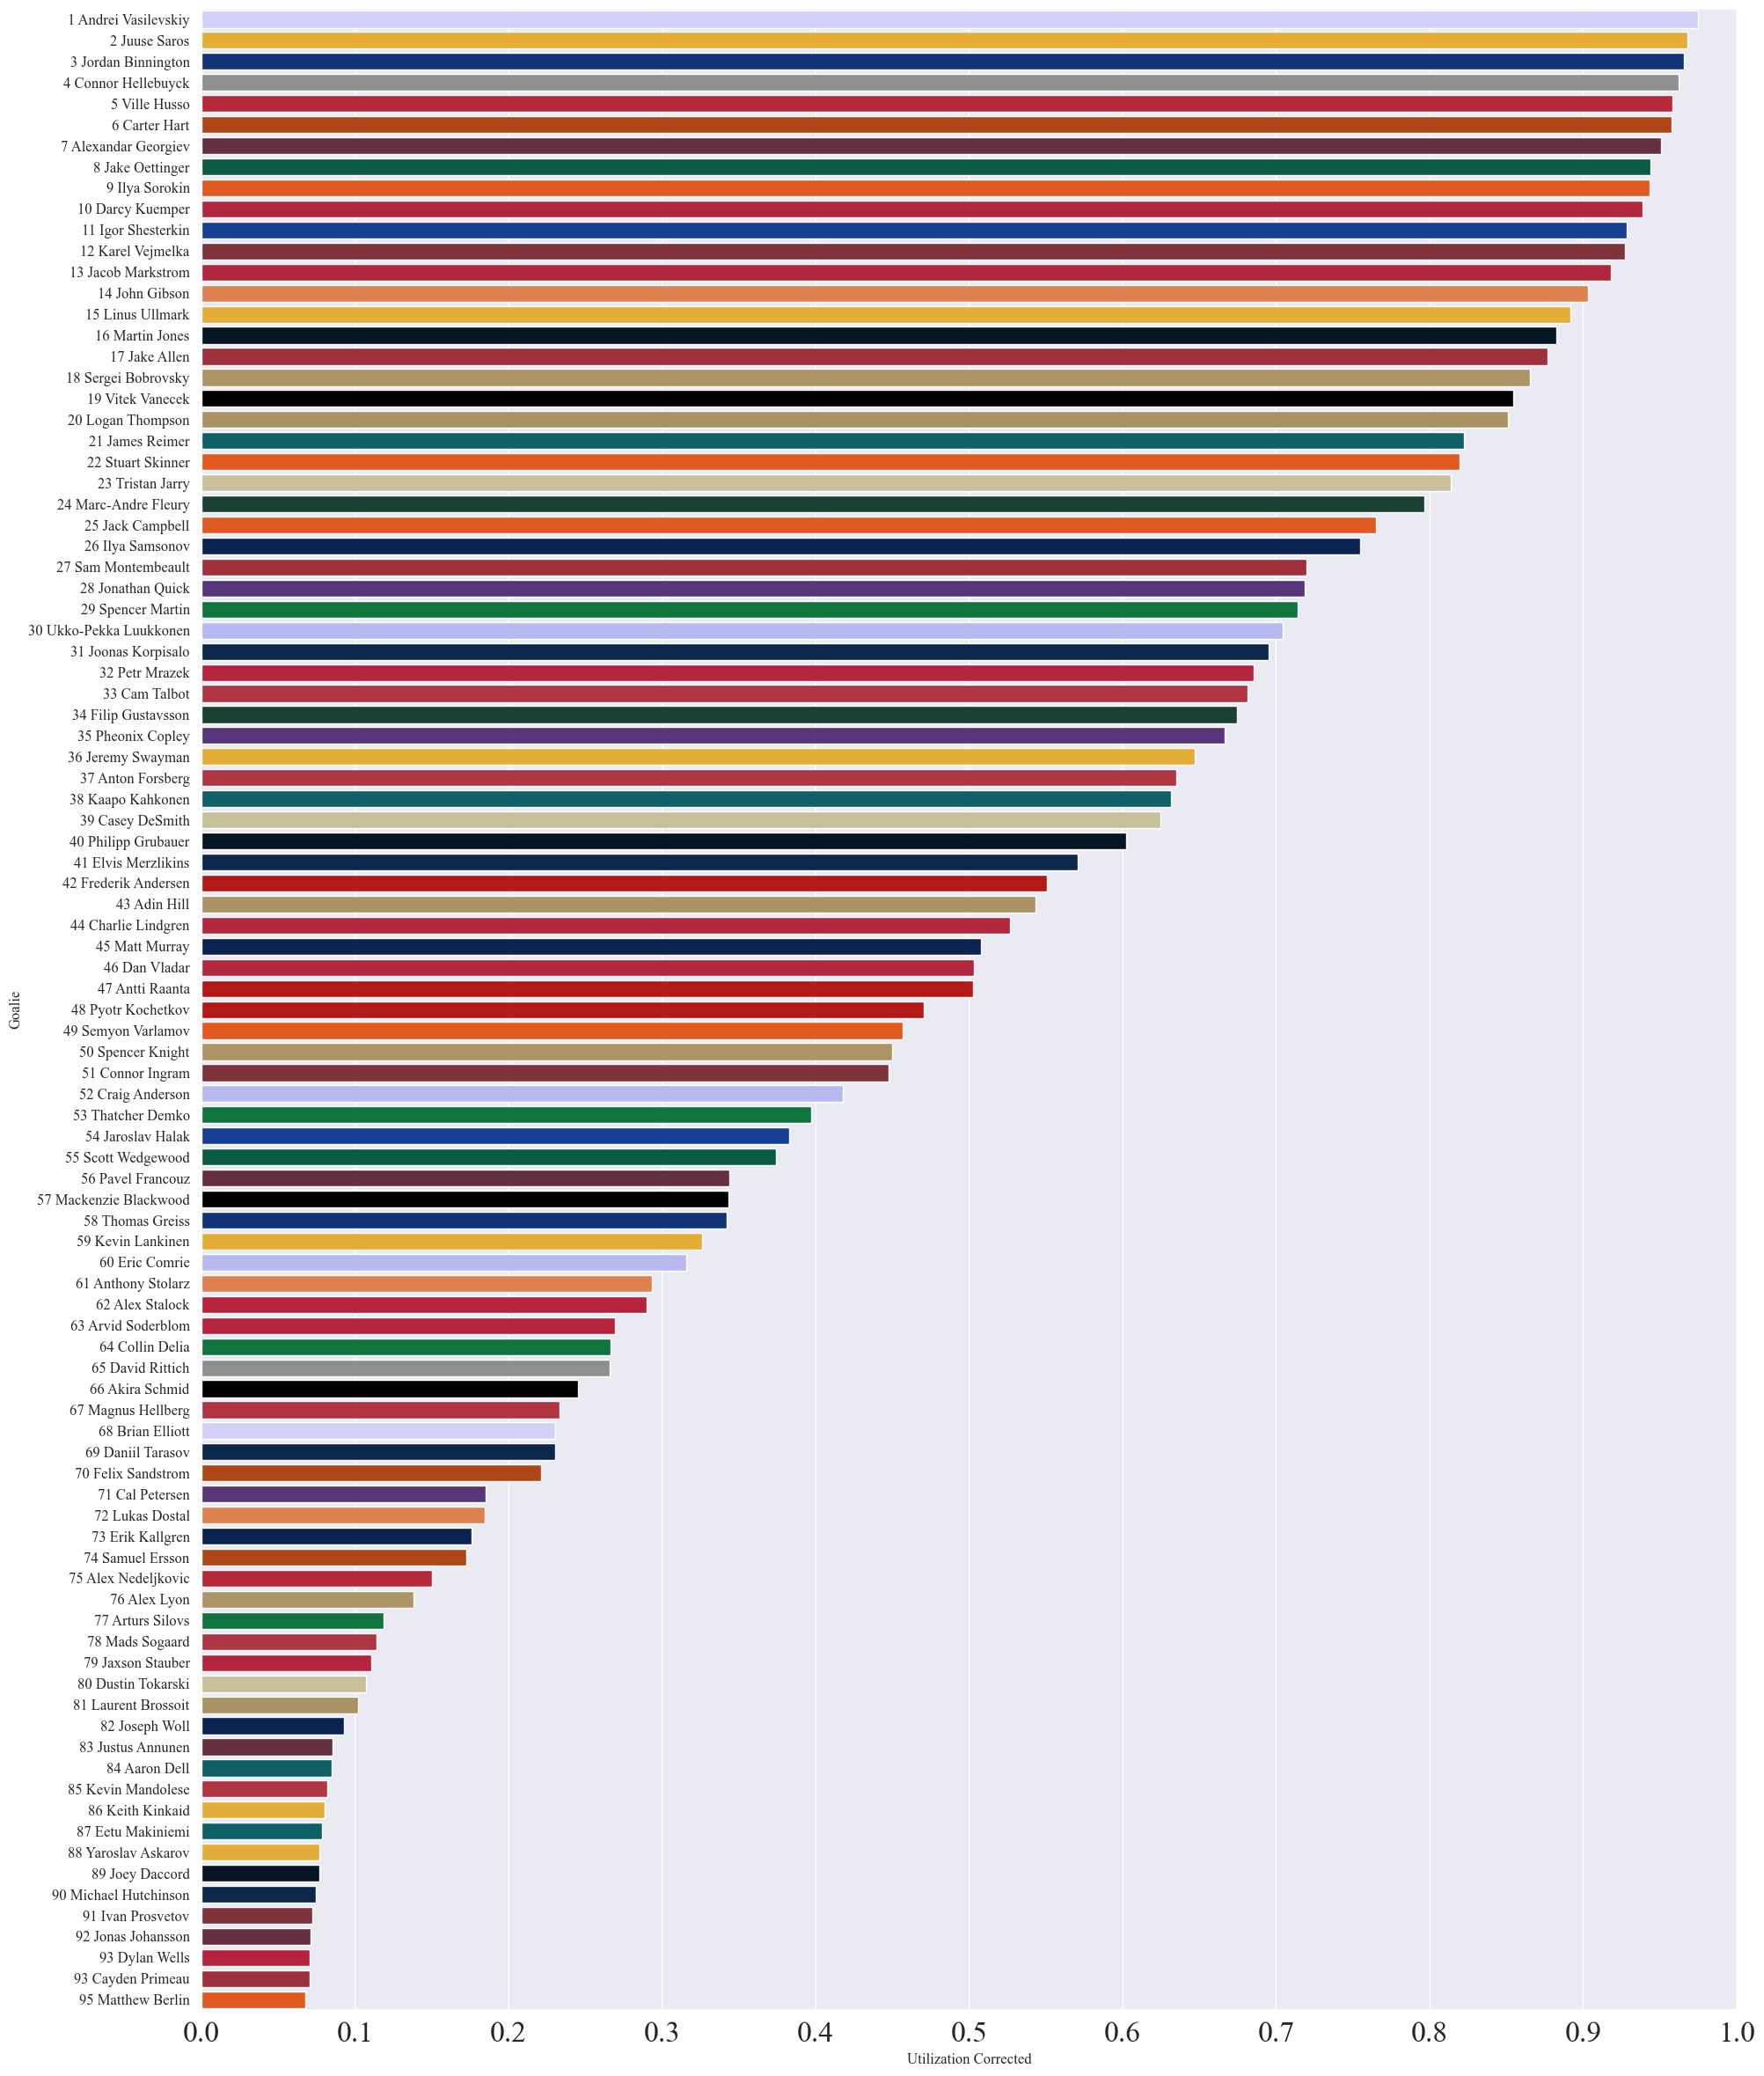 1 Andrei Vasilevskiy
2 Juuse Saros
3 Jordan Binnington
4 Connor Hellebuyck
5 Ville Husso
6 Carter Hart
7 Alexandar Georgiev
8 Jake Oettinger
9 Ilya Sorokin
10 Darcy Kuemper
11 Igor Shesterkin
12 Karel Vejmelka
13 Jacob Markstrom
14 John Gibson
15 Linus Ullmark
16 Martin Jones
17 Jake Allen
18 Sergei Bobrovsky
19 Vitek Vanecek
20 Logan Thompson
21 James Reimer
22 Stuart Skinner
23 Tristan Jarry
24 Marc-Andre Fleury
25 Jack Campbell
26 Ilya Samsonov
27 Sam Montembeault
28 Jonathan Quick
29 Spencer Martin
30 Ukko-Pekka Luukkonen
31 Joonas Korpisalo
32 Petr Mrazek
33 Cam Talbot
34 Filip Gustavsson
35 Pheonix Copley
36 Jeremy Swayman
37 Anton Forsberg
38 Kaapo Kahkonen
39 Casey DeSmith
40 Philipp Grubauer
41 Elvis Merzlikins
42 Frederik Andersen
43 Adin Hill
44 Charlie Lindgren
45 Matt Murray
46 Dan Vladar
47 Antti Raanta
48 Pyotr Kochetkov
49 Semyon Varlamov
50 Spencer Knight
51 Connor Ingram
52 Craig Anderson
53 Thatcher Demko
54 Jaroslav Halak
55 Scott Wedgewood
56 Pavel Francouz
57 Mackenzie Blackwood
58 Thomas Greiss
59 Kevin Lankinen
60 Eric Comrie
61 Anthony Stolarz
62 Alex Stalock
63 Arvid Soderblom
64 Collin Delia
65 David Rittich
66 Akira Schmid
67 Magnus Hellberg
68 Brian Elliott
69 Daniil Tarasov
70 Felix Sandstrom
71 Cal Petersen
72 Lukas Dostal
73 Erik Kallgren
74 Samuel Ersson
75 Alex Nedeljkovic
76 Alex Lyon
77 Arturs Silovs
78 Mads Sogaard
79 Jaxson Stauber
80 Dustin Tokarski
81 Laurent Brossoit
82 Joseph Woll
83 Justus Annunen
84 Aaron Dell
85 Kevin Mandolese
86 Keith Kinkaid
87 Eetu Makiniemi
88 Yaroslav Askarov
89 Joey Daccord
90 Michael Hutchinson
91 Ivan Prosvetov
92 Jonas Johansson
93 Dylan Wells
93 Cayden Primeau
95 Matthew Berlin
Goalie
0.0 0.1 0.2 0.3 0.4 0.5 0.6 0.7 0.8 0.9 1.0
Utilization Corrected